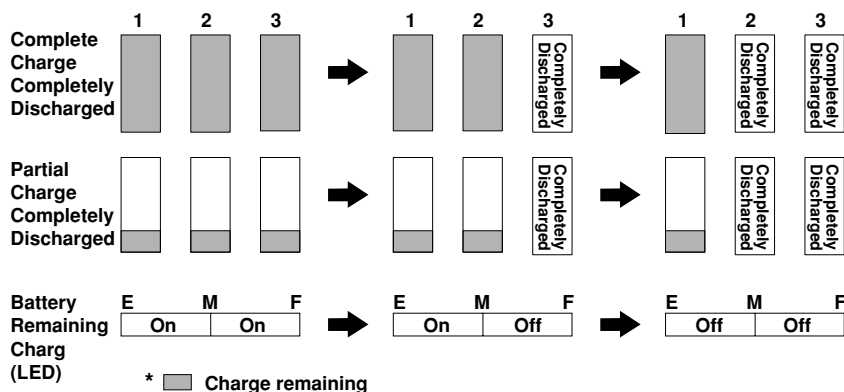 1 2 3 1 2 3 1 2 3
Complete
Charge
Completely
Discharged
Completely
Discharged
Completely
Discharged
Completely
Discharged
Partial
Charge
Completely
Discharged
Completely
Discharged
Completely
Discharged
Completely
Discharged
Battery
Remaining
Charg
(LED)
E M F E M F E M F
On On On Off Off Off
* Charge remaining